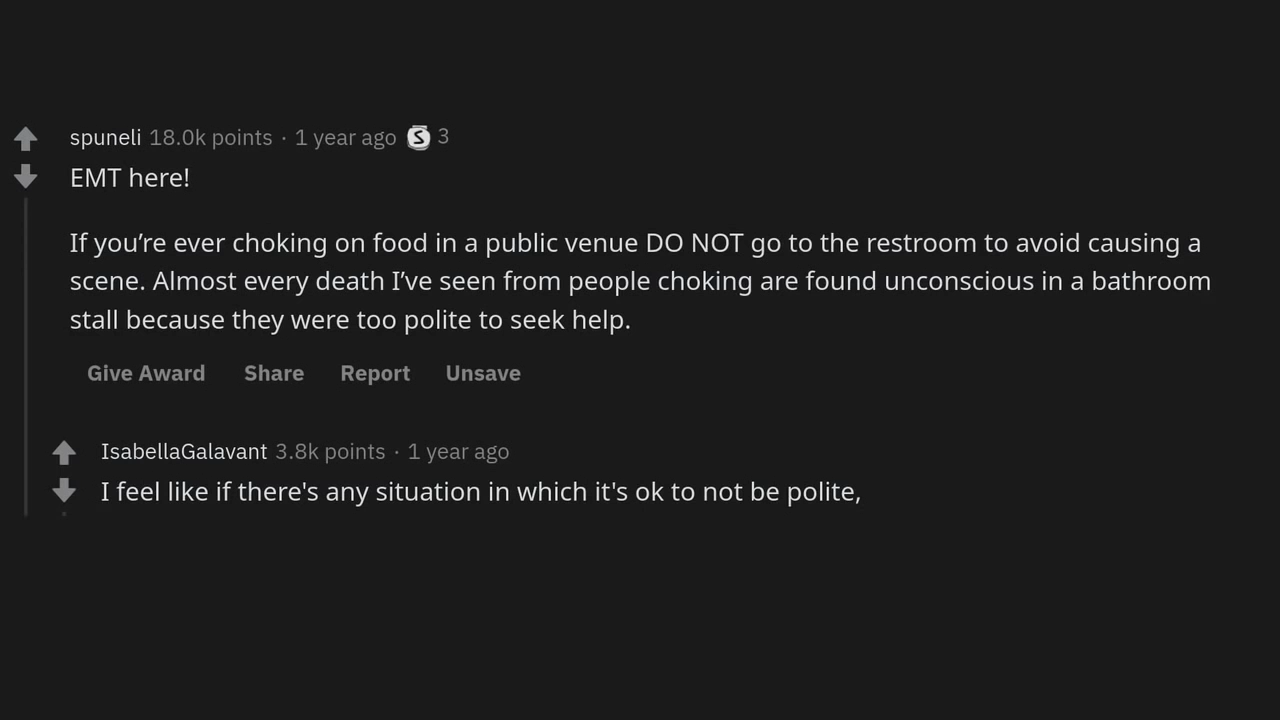 spuneli 18.0k points · 1 year ago S 3
EMT here!
If you’re ever choking on food in a public venue DO NOT go to the restroom to avoid causing a
scene. Almost every death I’ve seen from people choking are found unconscious in a bathroom
stall because they were too polite to seek help.
Give Award Share Report Unsave
IsabellaGalavant 3.8k points · 1 year ago
I feel like if there's any situation in which it's ok to not be polite,